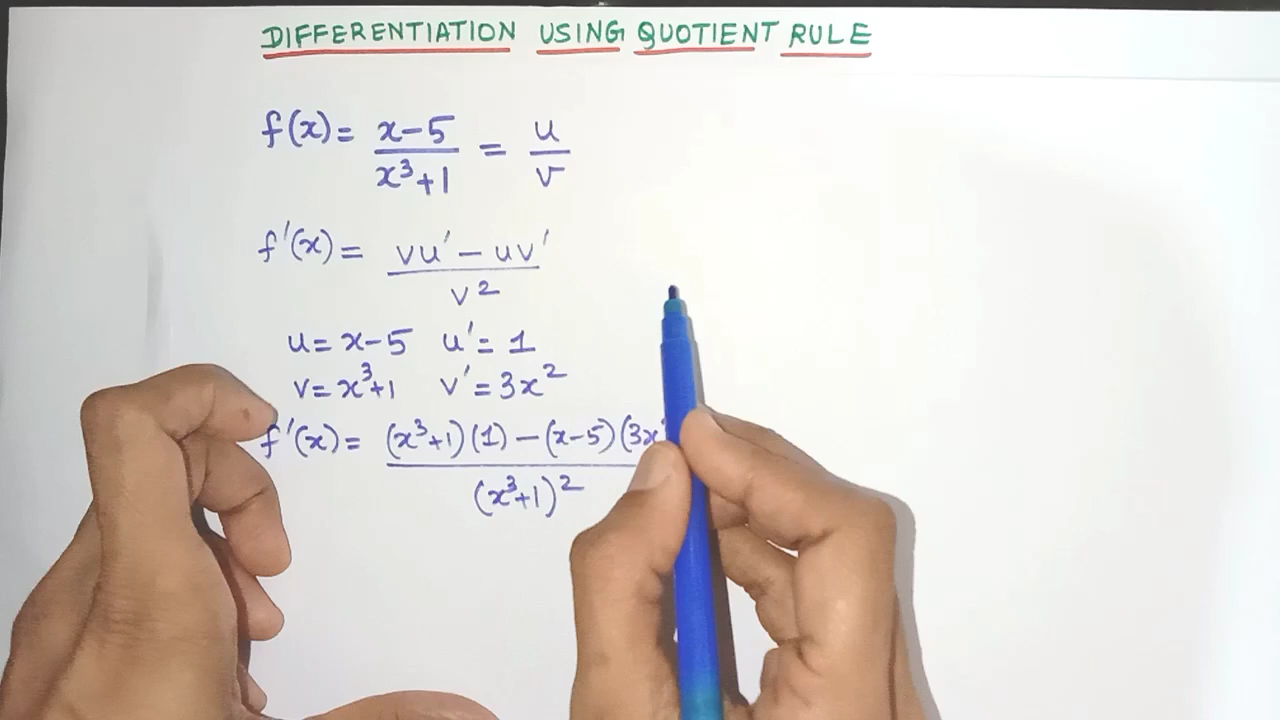 DIFFERENTIATION USING QUOTIENT RULE
f(x) = (x-5)/(x³+1) = u/v
f'(x) = (vu' - uv')/v²
u = x-5 u' = 1
v = x³+1 v' = 3x²
f'(x) = ((x³+1)(1) - (x-5)(3x/(x³+1)²